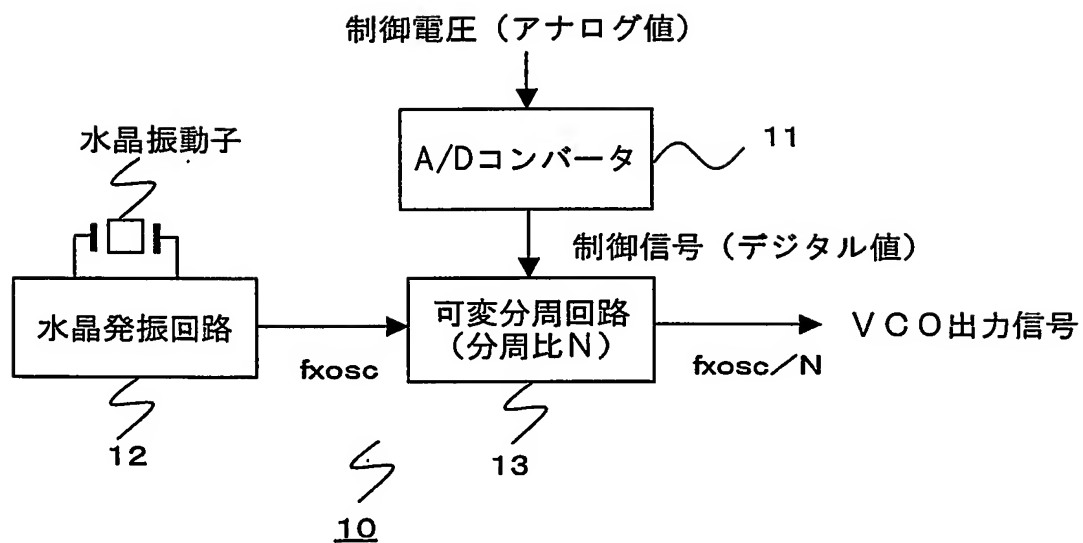 制御電圧（アナログ値）
水晶振動子
A/Dコンバータ
11
制御信号（デジタル値）
水晶発振回路
可変分周回路
（分周比N）
VCO出力信号
fxosc
fxosc／N
12
13
10